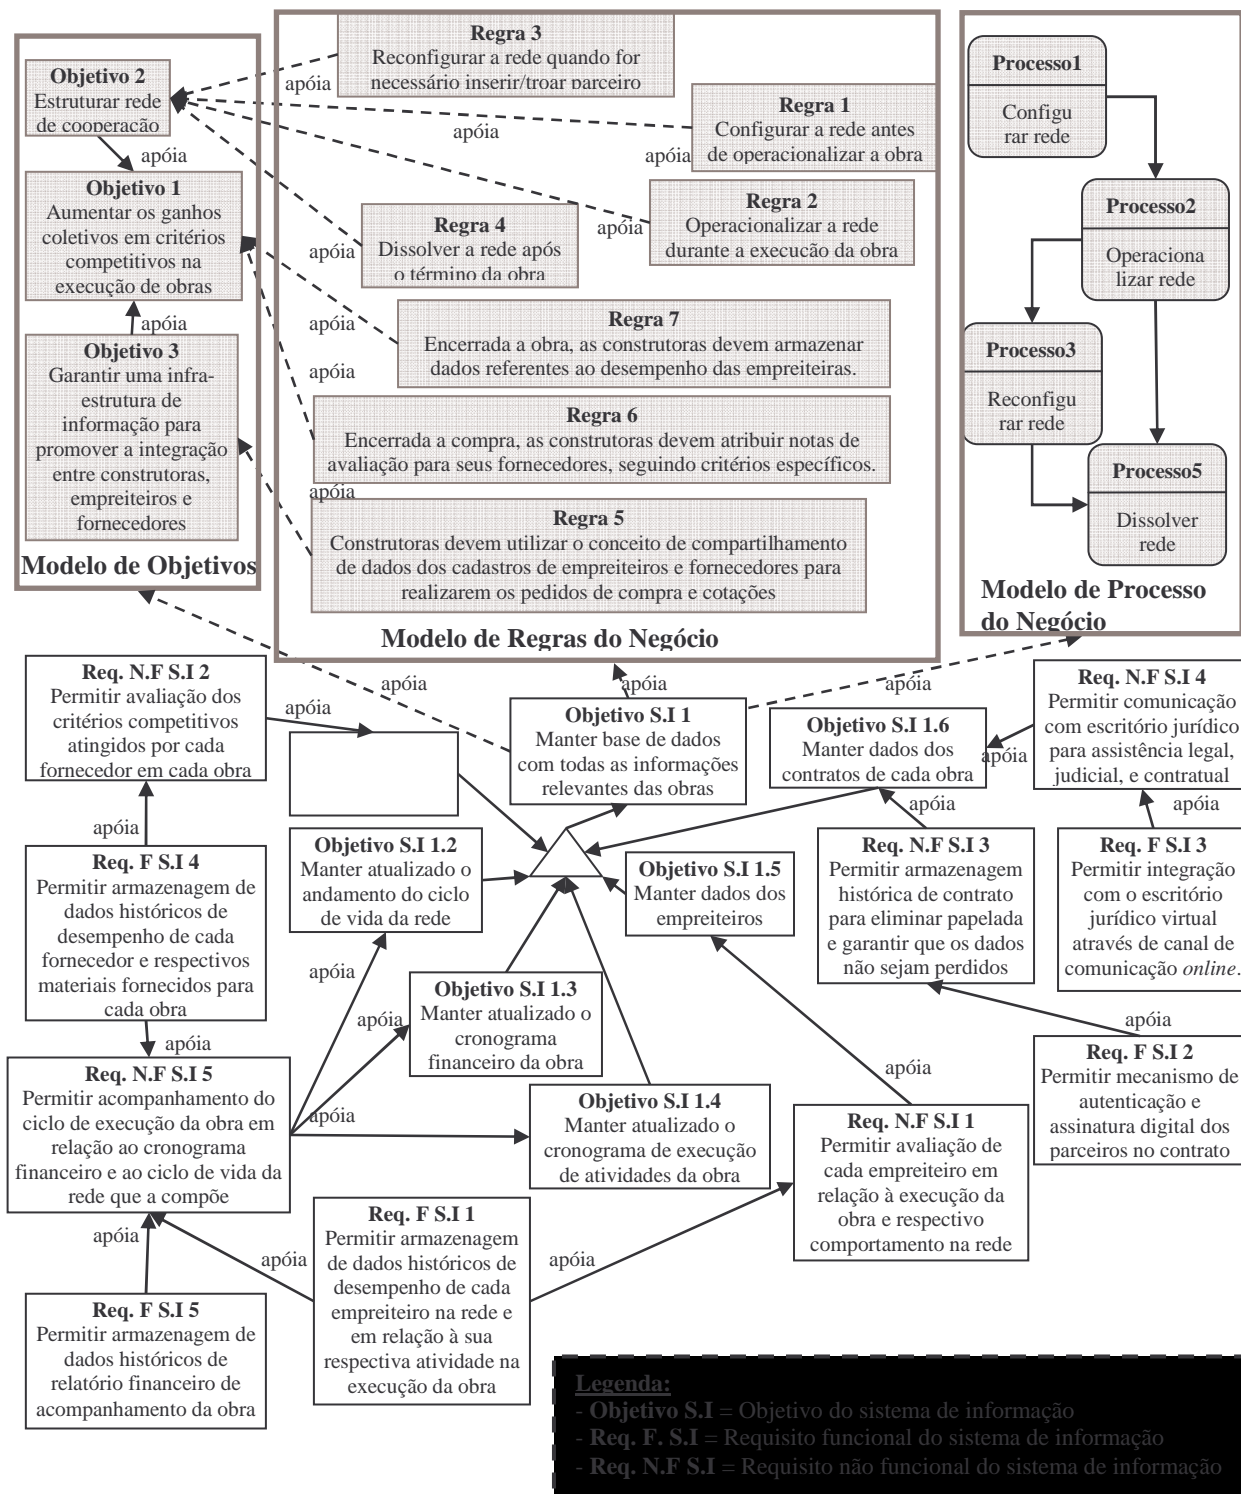 Objetivo 2
Estruturar rede
de cooperação
apóia
Objetivo 1
Aumentar os ganhos
coletivos em critérios
competitivos na
execução de obras
apóia
Objetivo 3
Garantir uma infra-
estrutura de
informação para
promover a integração
entre construtoras,
empreiteiros e
fornecedores
Modelo de Objetivos
Regra 3
Reconfigurar a rede quando for
necessário inserir/troar parceiro
apóia
Regra 1
Configurar a rede antes
de operacionalizar a obra
apóia
apóia
Regra 2
Operacionalizar a rede
durante a execução da obra
apóia
Regra 4
Dissolver a rede após
o término da obra
apóia
Regra 7
Encerrada a obra, as construtoras devem armazenar
dados referentes ao desempenho das empreiteiras.
apóia
Regra 6
Encerrada a compra, as construtoras devem atribuir notas de
avaliação para seus fornecedores, seguindo critérios específicos.
apóia
Regra 5
Construtoras devem utilizar o conceito de compartilhamento
de dados dos cadastros de empreiteiros e fornecedores para
realizarem os pedidos de compra e cotações
apóia
Modelo de Regras do Negócio
Processo1
Configu
rar rede
Processo2
Operaciona
lizar rede
Processo3
Reconfigu
rar rede
Processo5
Dissolver
rede
Modelo de Processo
do Negócio
apóia
apóia
apóia
Req. N.F S.I 2
Permitir avaliação dos
critérios competitivos
atingidos por cada
fornecedor em cada obra
Objetivo S.I 1
Manter base de dados
com todas as informações
relevantes das obras
Objetivo S.I 1.6
Manter dados dos
contratos de cada obra
apóia
Req. N.F S.I 4
Permitir comunicação
com escritório jurídico
para assistência legal,
judicial, e contratual
apóia
apóia
apóia
Req. F S.I 4
Permitir armazenagem de
dados históricos de
desempenho de cada
fornecedor e respectivos
materiais fornecidos para
cada obra
apóia
Objetivo S.I 1.2
Manter atualizado o
andamento do ciclo
de vida da rede
apóia
Objetivo S.I 1.5
Manter dados dos
empreiteiros
Req. N.F S.I 3
Permitir armazenagem
histórica de contrato
para eliminar papelada
e garantir que os dados
não sejam perdidos
Req. F S.I 3
Permitir integração
com o escritório
jurídico virtual
através de canal de
comunicação online.
Objetivo S.I 1.3
Manter atualizado o
cronograma
financeiro da obra
apóia
apóia
Req. F S.I 2
Permitir mecanismo de
autenticação e
assinatura digital dos
parceiros no contrato
apóia
Req. N.F S.I 5
Permitir acompanhamento do
ciclo de execução da obra em
relação ao cronograma
financeiro e ao ciclo de vida da
rede que a compõe
apóia
Objetivo S.I 1.4
Manter atualizado o
cronograma de execução
de atividades da obra
Req. N.F S.I 1
Permitir avaliação de
cada empreiteiro em
relação à execução da
obra e respectivo
comportamento na rede
apóia
apóia
apóia
Req. F S.I 1
Permitir armazenagem
de dados históricos de
desempenho de cada
empreiteiro na rede e
em relação à sua
respectiva atividade na
execução da obra
Req. F S.I 5
Permitir armazenagem de
dados históricos de
relatório financeiro de
acompanhamento da obra
Legenda:
- Objetivo S.I = Objetivo do sistema de informação
- Req. F. S.I = Requisito funcional do sistema de informação
- Req. N.F S.I = Requisito não funcional do sistema de informação